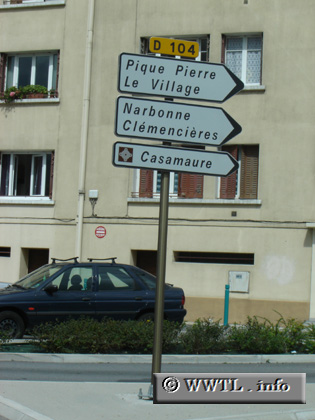 D 104
Pique Pierre
Le Village
Narbonne
Clémencières
Casamaure
© WWTL . info